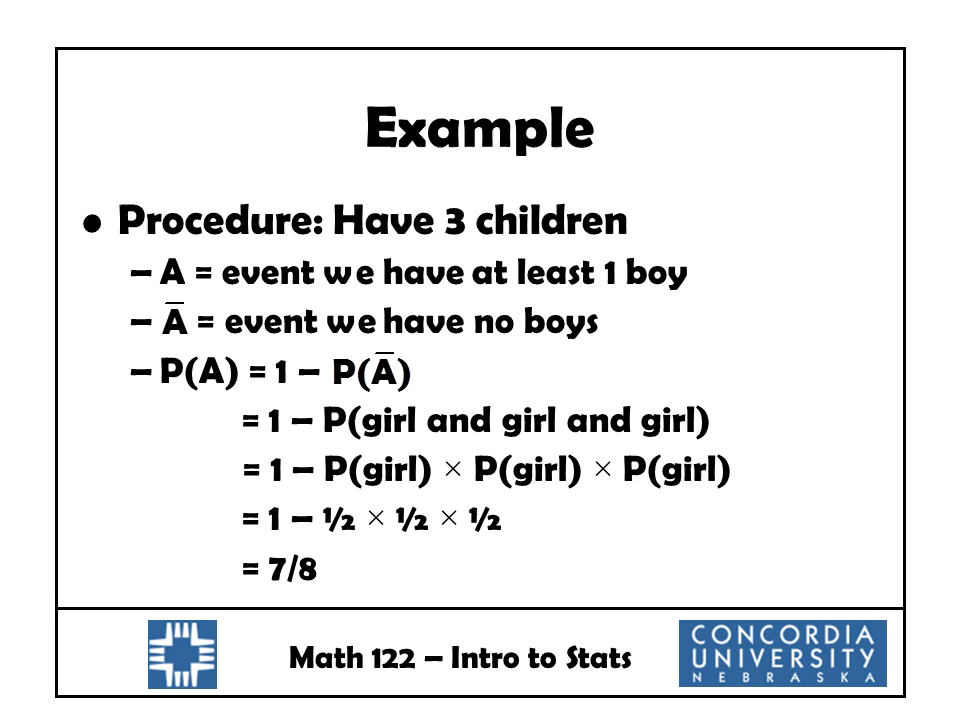 Example
• Procedure: Have 3 children
– A = event we have at least 1 boy
– A̅ = event we have no boys
– P(A) = 1 – P(A̅)
= 1 – P(girl and girl and girl)
= 1 – P(girl) × P(girl) × P(girl)
= 1 – ½ × ½ × ½
= 7/8
Math 122 – Intro to Stats
CONCORDIA
UNIVERSITY
NEBRASKA